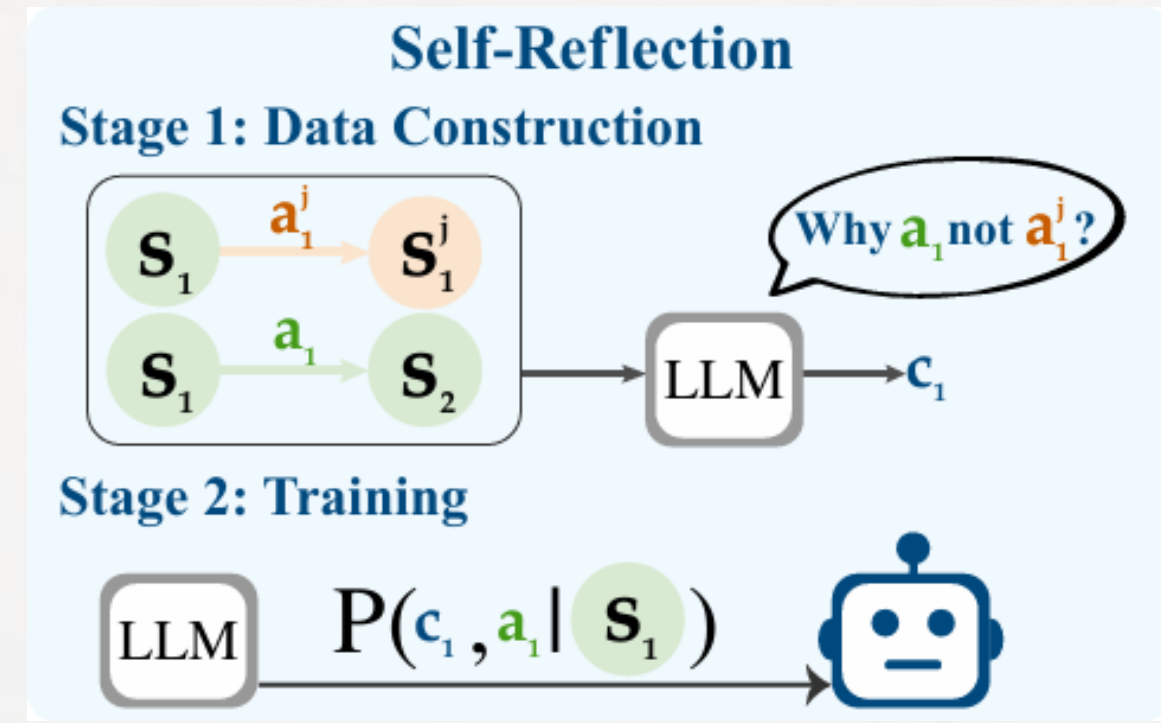 Self-Reflection
Stage 1: Data Construction
S₁ a₁ʲ S₁ʲ
Why a₁ not a₁ʲ?
S₁ a₁ S₂
LLM c₁
Stage 2: Training
LLM P(c₁, a₁| S₁)